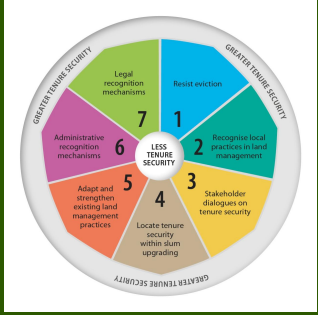 GREATER TENURE SECURITY
GREATER TENURE SECURITY
GREATER TENURE SECURITY
LESS
TENURE
SECURITY
1
Resist eviction
2
Recognise local
practices in land
management
3
Stakeholder
dialogues on
tenure security
4
Locate tenure
security
within slum
upgrading
5
Adapt and
strengthen
existing land
management
practices
6
Administrative
recognition
mechanisms
7
Legal
recognition
mechanisms